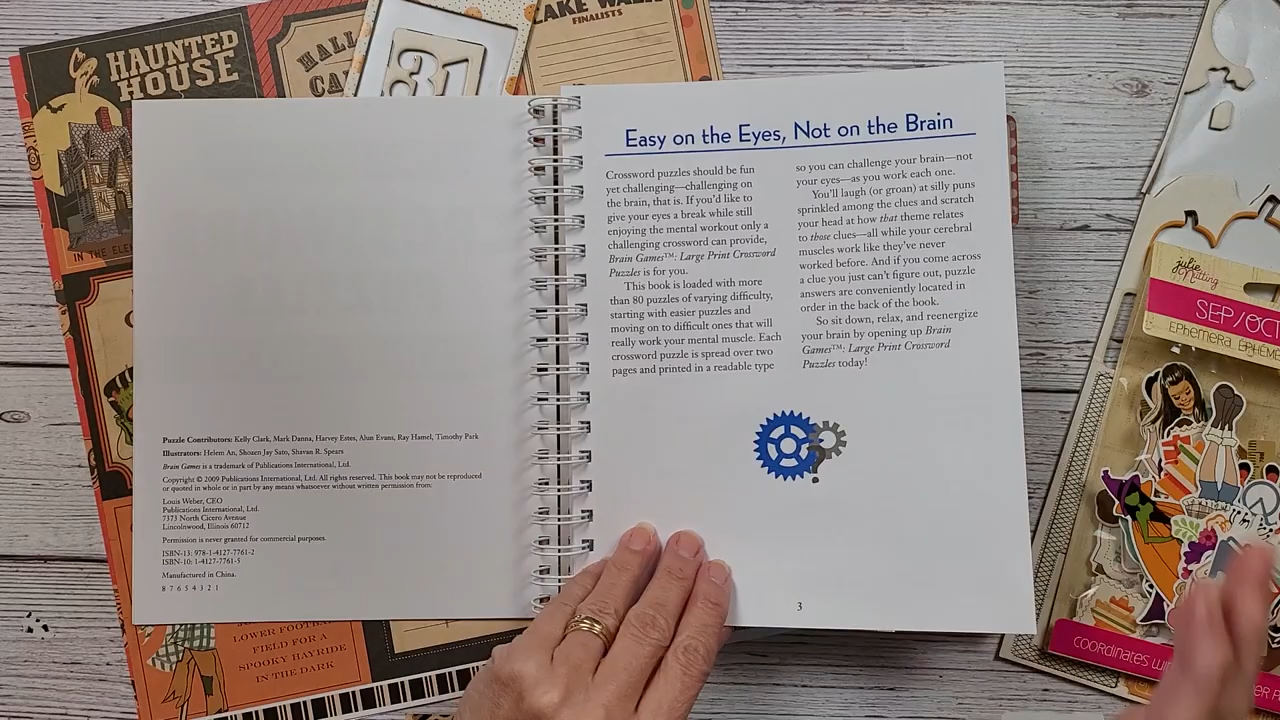 HAUNTED
HOUSE
IN THE
HALL
31
CAKE WALK
FINALISTS
Puzzle Contributors: Kelly Clark, Mark Danna, Harvey Estes, Alan Evans, Ray Hamel, Timothy Park
Illustrators: Helem An, Shozen Jay Sato, Shavan R. Spears
Brain Games is a trademark of Publications International, Ltd.
Copyright © 2009 Publications International, Ltd. All rights reserved. This book may not be reproduced
or quoted in whole or in part by any means whatsoever without written permission from:
Louis Weber, CEO
Publications International, Ltd.
7373 North Cicero Avenue
Lincolnwood, Illinois 60712
Permission is never granted for commercial purposes.
ISBN-13: 978-1-4127-7761-2
ISBN-10: 1-4127-7761-5
Manufactured in China.
8 7 6 5 4 3 2 1
LOWER FOOTBALL
FIELD FOR A
SPOOKY HAYRIDE
IN THE DARK
Easy on the Eyes, Not on the Brain
Crossword puzzles should be fun
yet challenging—challenging on
the brain, that is. If you'd like to
give your eyes a break while still
enjoying the mental workout only a
challenging crossword can provide,
Brain Games™: Large Print Crossword
Puzzles is for you.
This book is loaded with more
than 80 puzzles of varying difficulty,
starting with easier puzzles and
moving on to difficult ones that will
really work your mental muscle. Each
crossword puzzle is spread over two
pages and printed in a readable type
so you can challenge your brain—not
your eyes—as you work each one.
You'll laugh (or groan) at silly puns
sprinkled among the clues and scratch
your head at how that theme relates
to those clues—all while your cerebral
muscles work like they've never
worked before. And if you come across
a clue you just can't figure out, puzzle
answers are conveniently located in
order in the back of the book.
So sit down, relax, and reenergize
your brain by opening up Brain
Games™: Large Print Crossword
Puzzles today!
3
julie
Nutting
SEP/OCT
EPHEMERA
COORDINATES